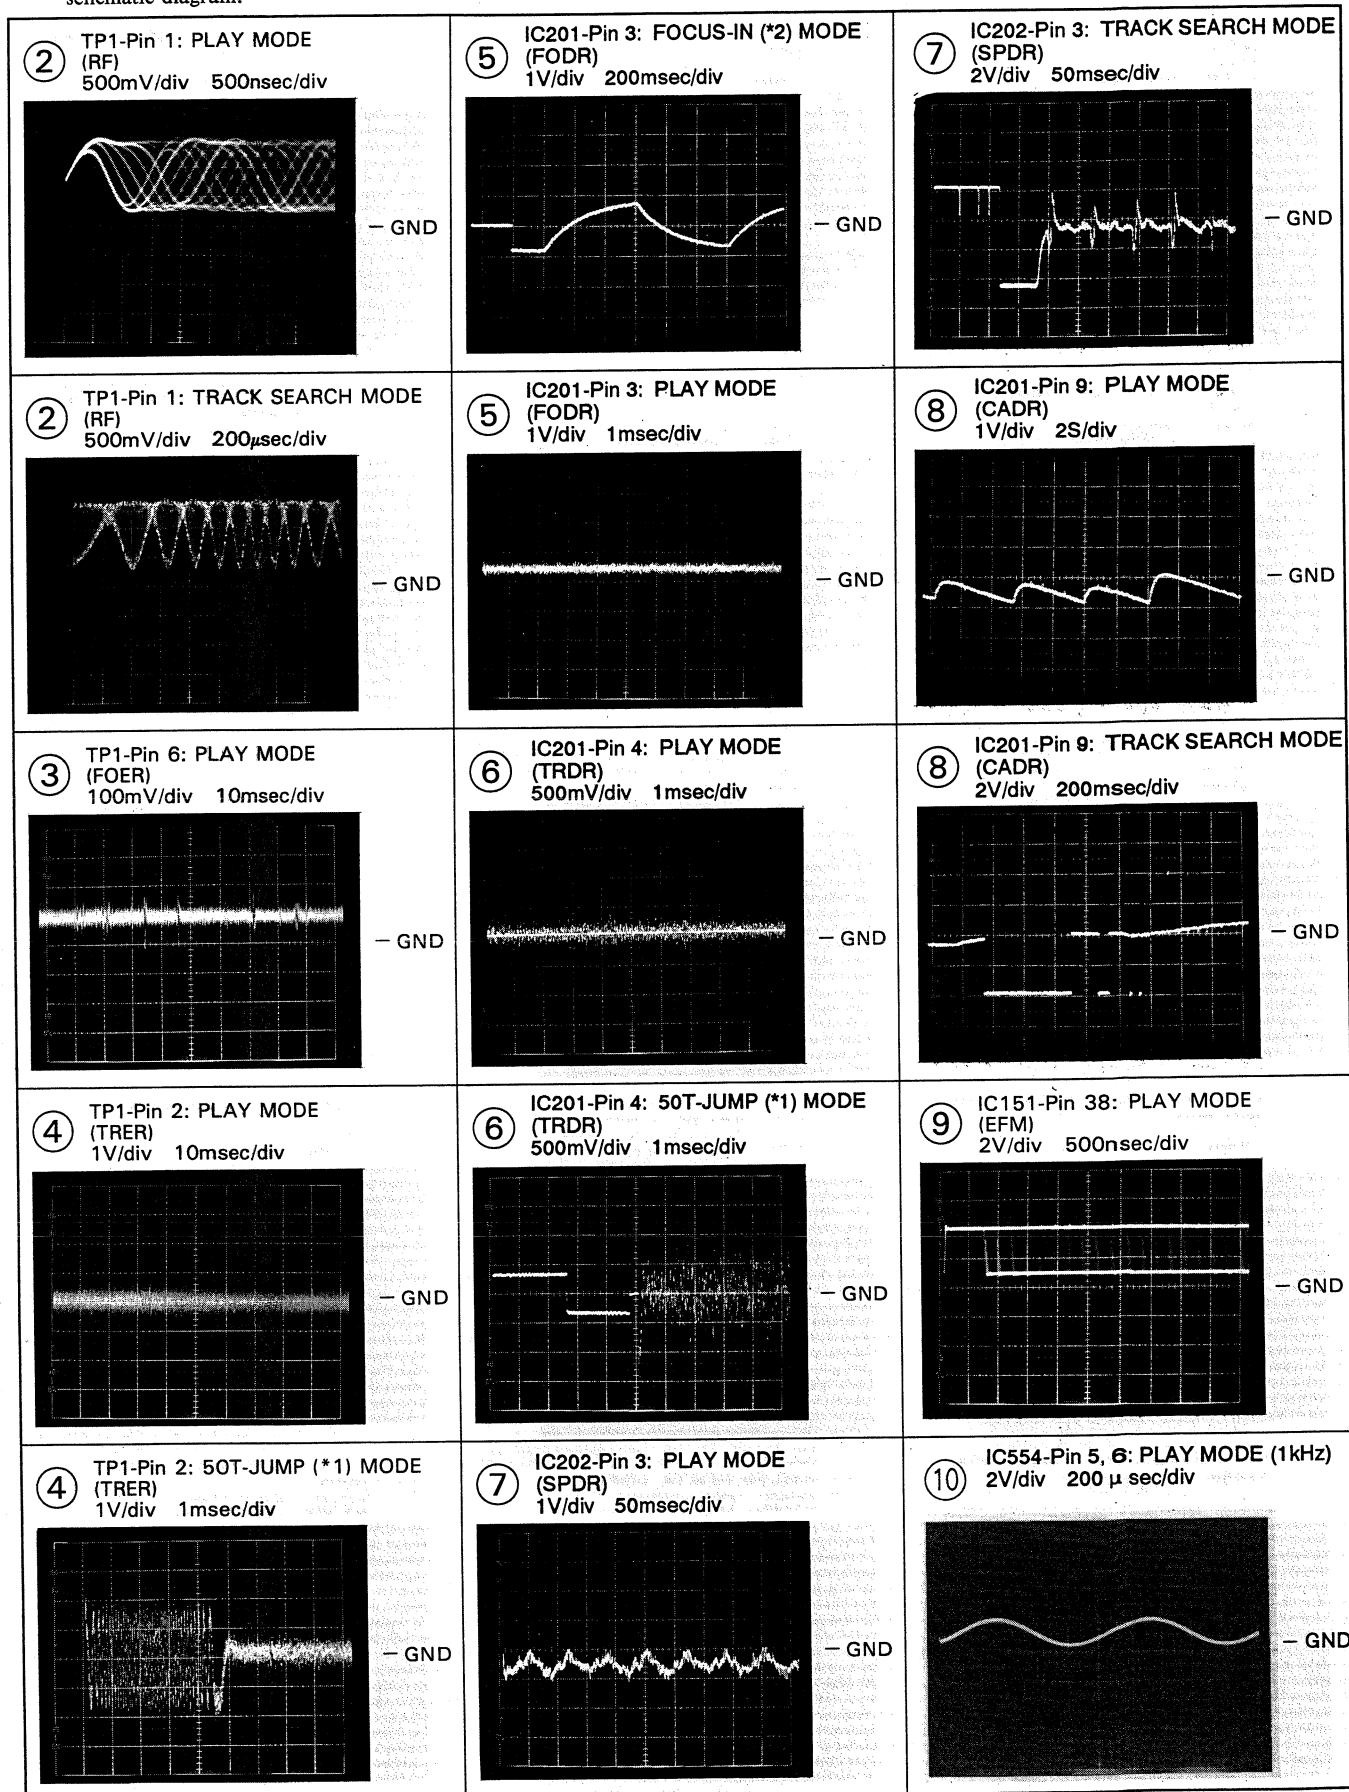 schematic diagram.
② TP1-Pin 1: PLAY MODE
(RF)
500mV/div 500nsec/div
— GND
⑤ IC201-Pin 3: FOCUS-IN (*2) MODE
(FODR)
1V/div 200msec/div
— GND
⑦ IC202-Pin 3: TRACK SEARCH MODE
(SPDR)
2V/div 50msec/div
— GND
② TP1-Pin 1: TRACK SEARCH MODE
(RF)
500mV/div 200μsec/div
— GND
⑤ IC201-Pin 3: PLAY MODE
(FODR)
1V/div 1msec/div
— GND
⑧ IC201-Pin 9: PLAY MODE
(CADR)
1V/div 2S/div
— GND
③ TP1-Pin 6: PLAY MODE
(FOER)
100mV/div 10msec/div
— GND
⑥ IC201-Pin 4: PLAY MODE
(TRDR)
500mV/div 1msec/div
— GND
⑧ IC201-Pin 9: TRACK SEARCH MODE
(CADR)
2V/div 200msec/div
— GND
④ TP1-Pin 2: PLAY MODE
(TRER)
1V/div 10msec/div
— GND
⑥ IC201-Pin 4: 50T-JUMP (*1) MODE
(TRDR)
500mV/div 1msec/div
— GND
⑨ IC151-Pin 38: PLAY MODE
(EFM)
2V/div 500nsec/div
— GND
④ TP1-Pin 2: 50T-JUMP (*1) MODE
(TRER)
1V/div 1msec/div
— GND
⑦ IC202-Pin 3: PLAY MODE
(SPDR)
1V/div 50msec/div
— GND
⑩ IC554-Pin 5, 6: PLAY MODE (1kHz)
2V/div 200 μ sec/div
— GND